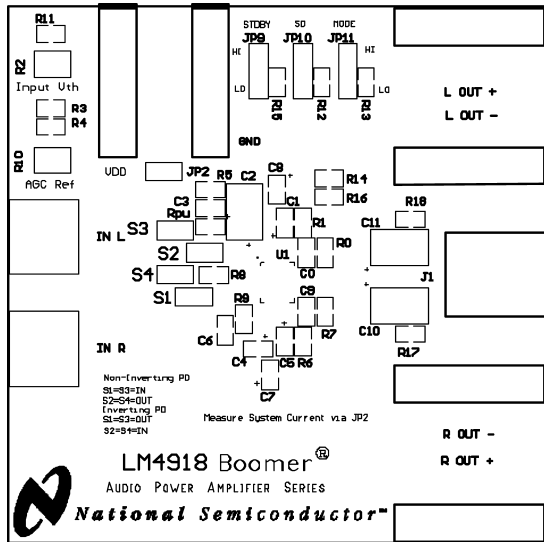 R11
STDBY SD MODE
JP9 JP10 JP11
HI HI
R2
Input Vth
LO LO
R15 R12 R13
L OUT +
L OUT -
R3
R4
GND
R10
AGC Ref
VDD
JP2
R5 C2 C9
R14
R16
C3
Rpu
C1 R1
R18
C11
IN L S3
S2
U1
C0 R0
S4 R8
J1
S1
R9
C9
R7
C10
C6
IN R
C4 C5 R6
R17
C7
Non-Inverting PD
S1=S3=IN
S2=S4=OUT
Inverting PD
S1=S3=OUT
S2=S4=IN
Measure System Current via JP2
R OUT -
R OUT +
LM4918 Boomer®
AUDIO POWER AMPLIFIER SERIES
National Semiconductor™